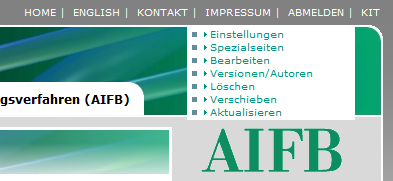 HOME | ENGLISH | KONTAKT | IMPRESSUM | ABMELDEN | KIT
Einstellungen
Spezialseiten
Bearbeiten
Versionen/Autoren
Löschen
Verschieben
Aktualisieren
gsverfahren (AIFB)
AIFB